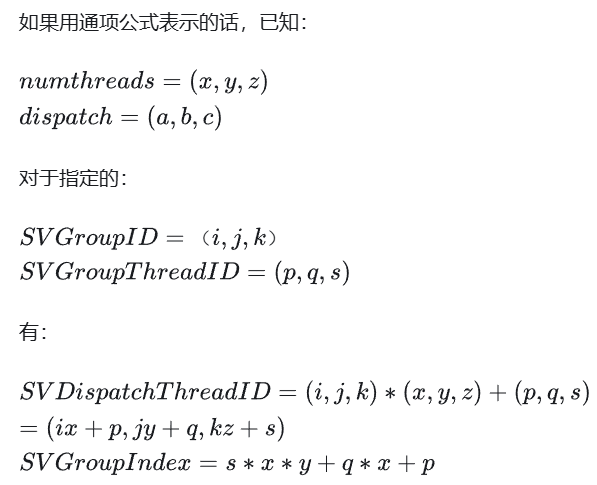 如果用通项公式表示的话，已知：
numthreads = (x, y, z)
dispatch = (a, b, c)
对于指定的：
SVGroupID = （i, j, k）
SVGroupThreadID = (p, q, s)
有：
SVDispatchThreadID = (i, j, k) ∗ (x, y, z) + (p, q, s)
= (ix + p, jy + q, kz + s)
SVGroupIndex = s ∗ x ∗ y + q ∗ x + p